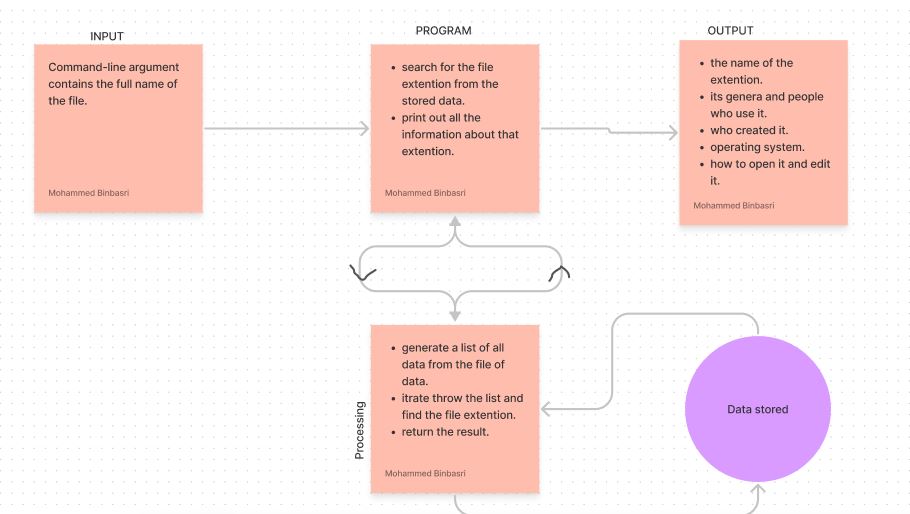 INPUT
Command-line argument
contains the full name of
the file.
Mohammed Binbasri
PROGRAM
• search for the file
extention from the
stored data.
• print out all the
information about that
extention.
Mohammed Binbasri
OUTPUT
• the name of the
extention.
• its genera and people
who use it.
• who created it.
• operating system.
• how to open it and edit
it.
Mohammed Binbasri
Processing
• generate a list of all
data from the file of
data.
• itrate throw the list and
find the file extention.
• return the result.
Mohammed Binbasri
Data stored